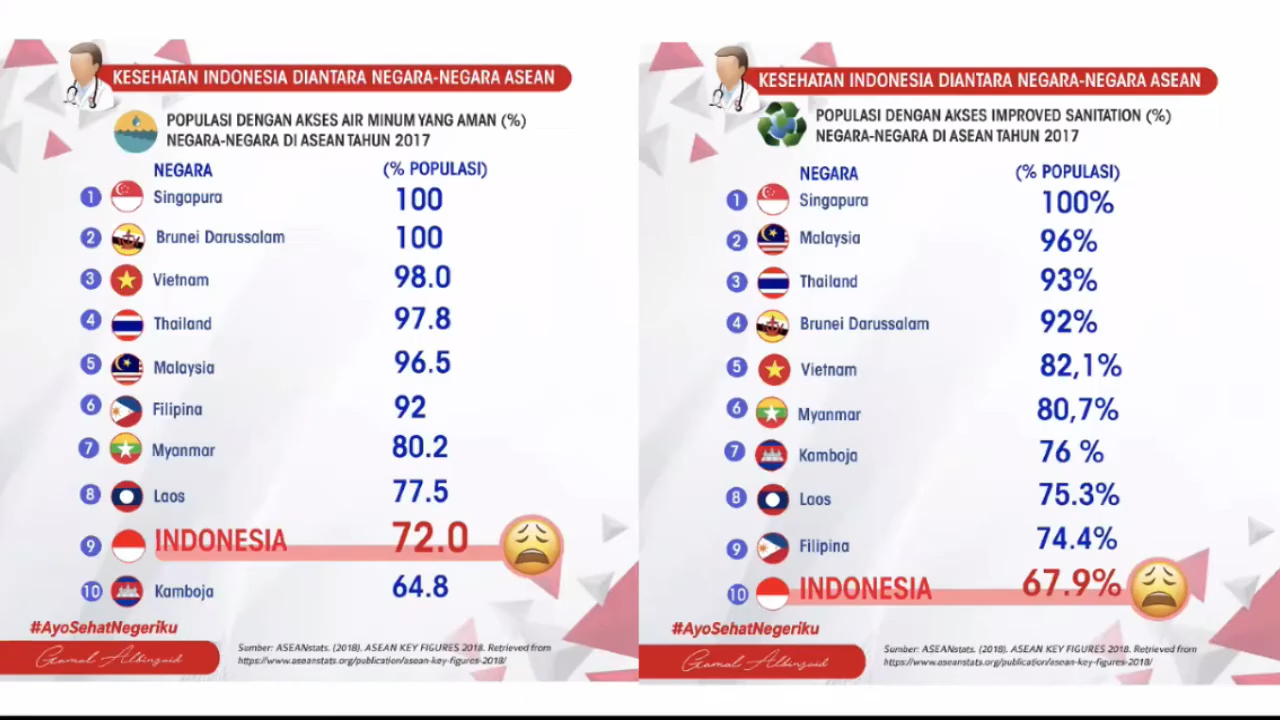 KESEHATAN INDONESIA DIANTARA NEGARA-NEGARA ASEAN
POPULASI DENGAN AKSES AIR MINUM YANG AMAN (%)
NEGARA-NEGARA DI ASEAN TAHUN 2017
NEGARA (% POPULASI)
1 Singapura 100
2 Brunei Darussalam 100
3 Vietnam 98.0
4 Thailand 97.8
5 Malaysia 96.5
6 Filipina 92
7 Myanmar 80.2
8 Laos 77.5
9 INDONESIA 72.0
10 Kamboja 64.8
#AyoSehatNegeriku
Gamal Albinsaid
Sumber: ASEANstats. (2018). ASEAN KEY FIGURES 2018. Retrieved from
https://www.aseanstats.org/publication/asean-key-figures-2018/
KESEHATAN INDONESIA DIANTARA NEGARA-NEGARA ASEAN
POPULASI DENGAN AKSES IMPROVED SANITATION (%)
NEGARA-NEGARA DI ASEAN TAHUN 2017
NEGARA (% POPULASI)
1 Singapura 100%
2 Malaysia 96%
3 Thailand 93%
4 Brunei Darussalam 92%
5 Vietnam 82,1%
6 Myanmar 80,7%
7 Kamboja 76 %
8 Laos 75.3%
9 Filipina 74.4%
10 INDONESIA 67.9%
#AyoSehatNegeriku
Gamal Albinsaid
Sumber: ASEANstats. (2018). ASEAN KEY FIGURES 2018. Retrieved from
https://www.aseanstats.org/publication/asean-key-figures-2018/